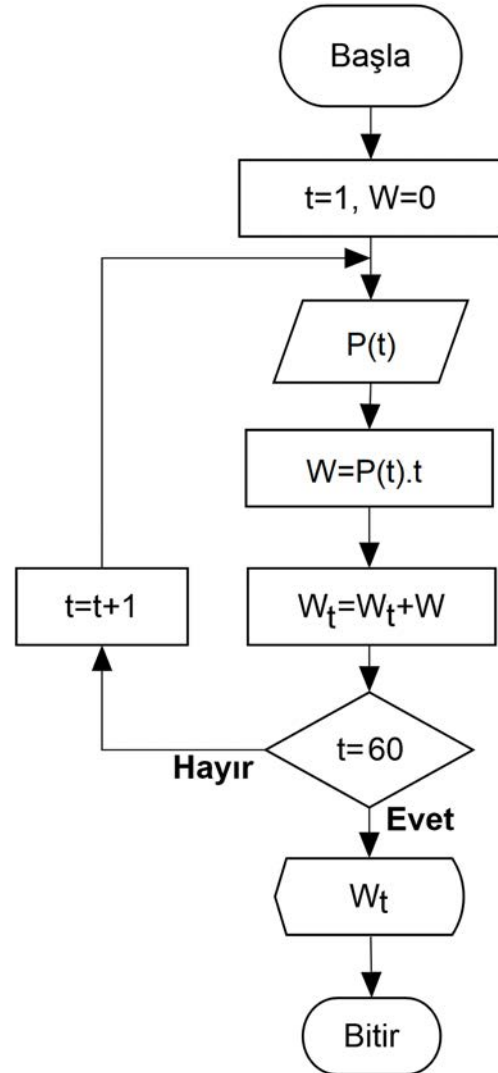 Başla
t=1, W=0
P(t)
W=P(t).t
t=t+1
Wt=Wt+W
t=60
Hayır
Evet
Wt
Bitir